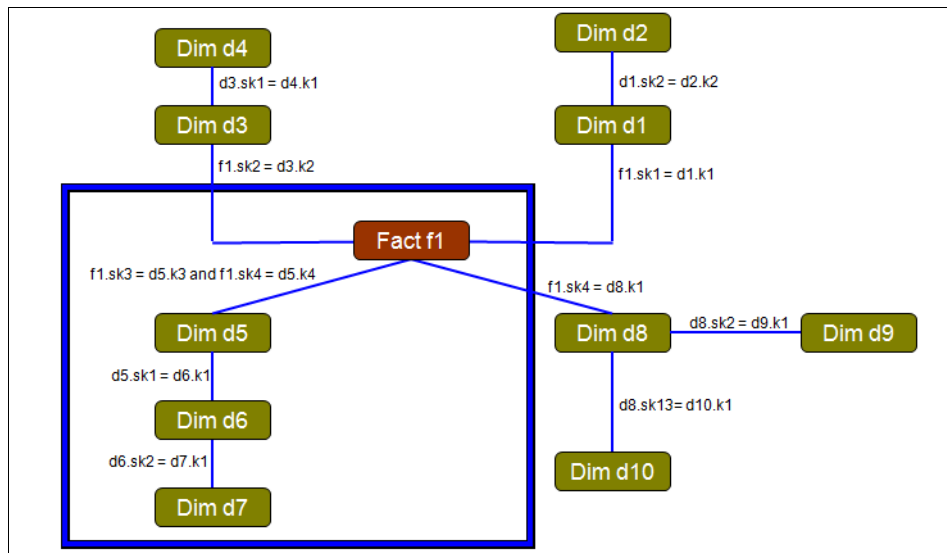 Dim d4
Dim d2
d3.sk1 = d4.k1
d1.sk2 = d2.k2
Dim d3
Dim d1
f1.sk2 = d3.k2
f1.sk1 = d1.k1
Fact f1
f1.sk3 = d5.k3 and f1.sk4 = d5.k4
f1.sk4 = d8.k1
Dim d5
Dim d8
d8.sk2 = d9.k1
Dim d9
d5.sk1 = d6.k1
d8.sk13= d10.k1
Dim d6
d6.sk2 = d7.k1
Dim d10
Dim d7